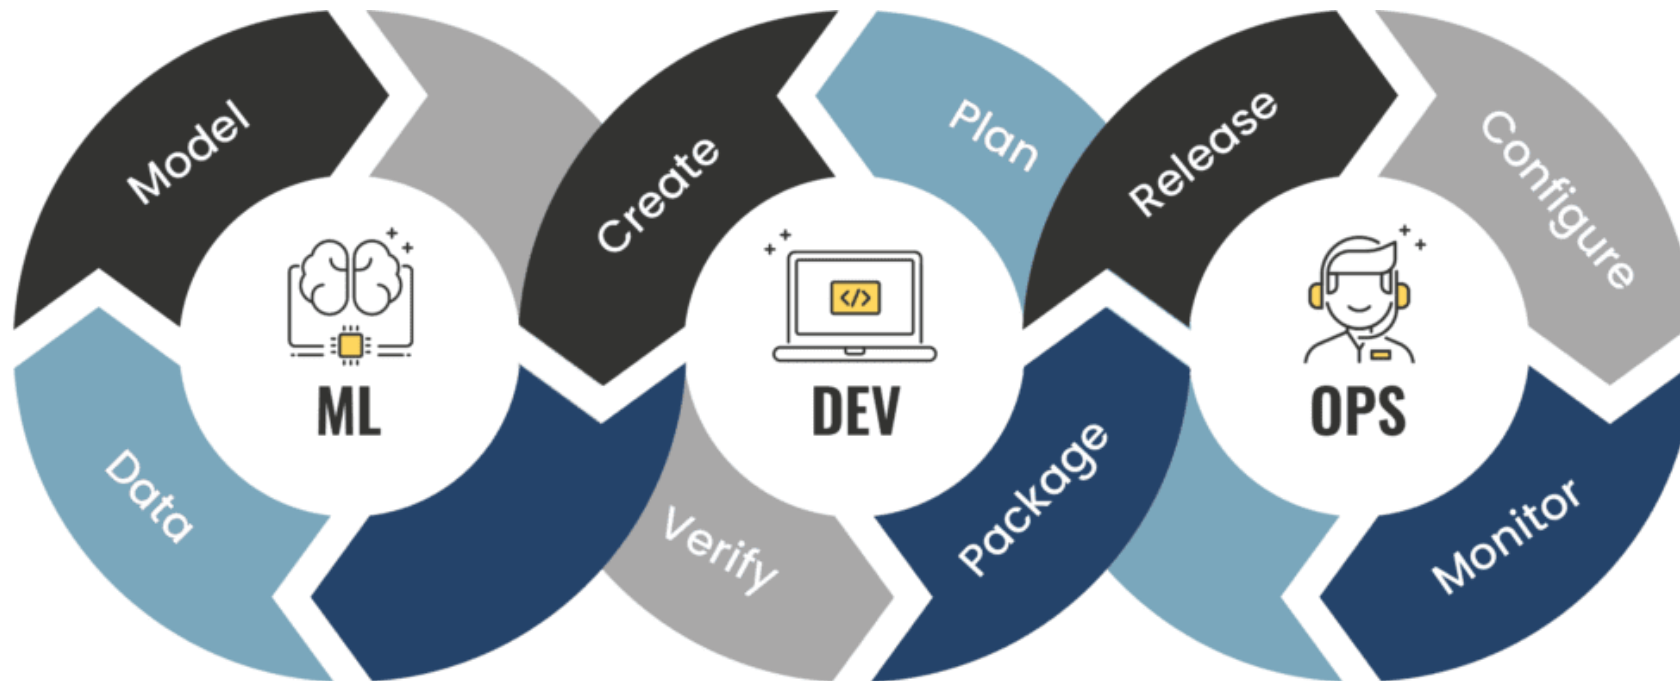 Model
Data
ML
Create
Verify
DEV
Plan
Package
Release
OPS
Configure
Monitor